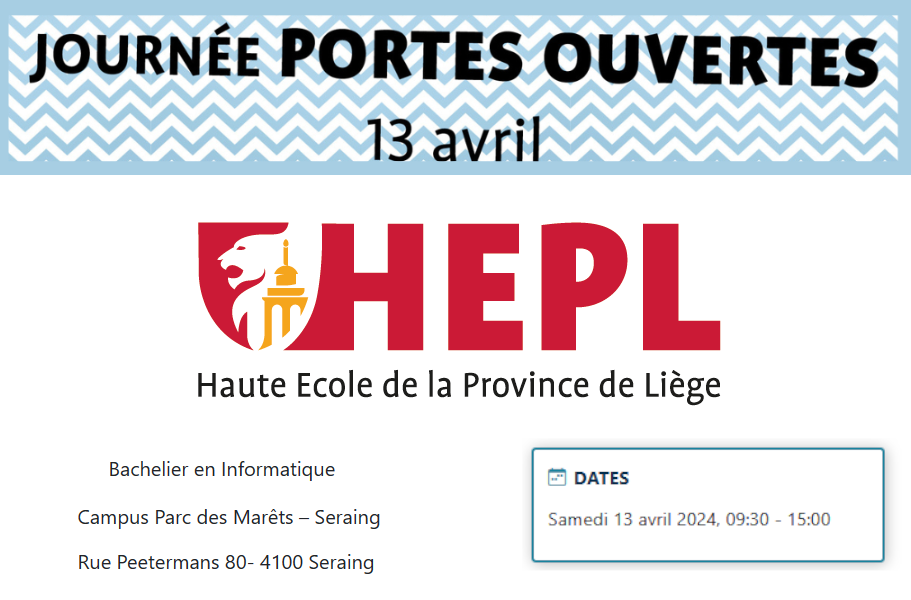 JOURNÉE PORTES OUVERTES
13 avril
HEPL
Haute Ecole de la Province de Liège
Bachelier en Informatique
Campus Parc des Marêts – Seraing
Rue Peetermans 80- 4100 Seraing
DATES
Samedi 13 avril 2024, 09:30 - 15:00